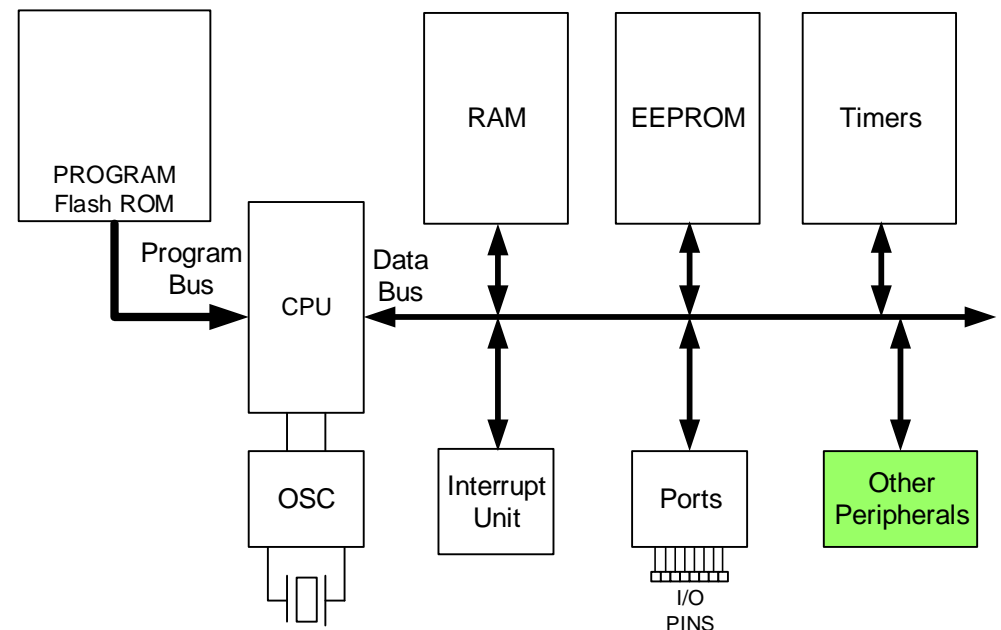 RAM
EEPROM
Timers
PROGRAM
Flash ROM
Program
Bus
CPU
Data
Bus
OSC
Interrupt
Unit
Ports
Other
Peripherals
I/O
PINS